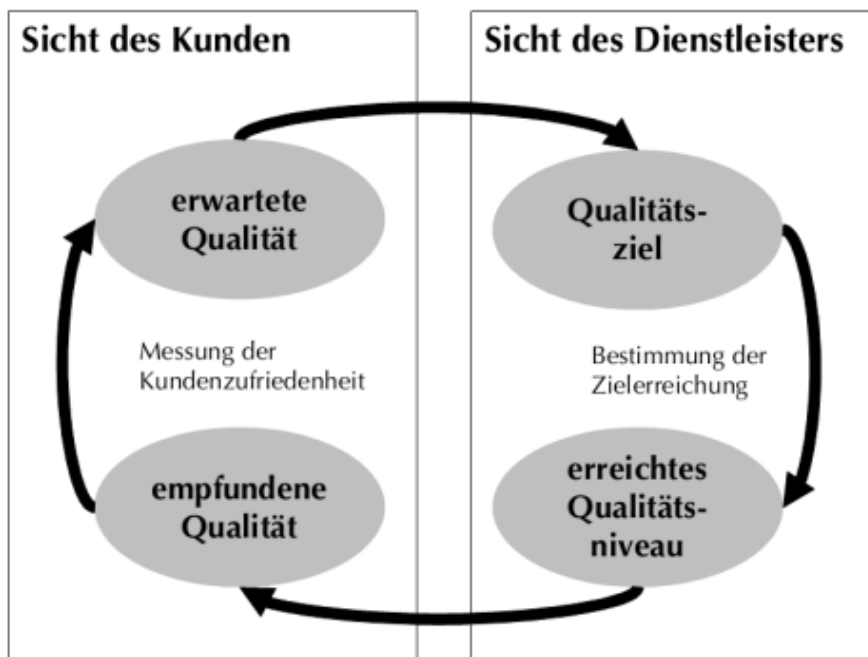 Sicht des Kunden
erwartete
Qualität
Messung der
Kundenzufriedenheit
empfundene
Qualität
Sicht des Dienstleisters
Qualitäts-
ziel
Bestimmung der
Zielerreichung
erreichtes
Qualitäts-
niveau